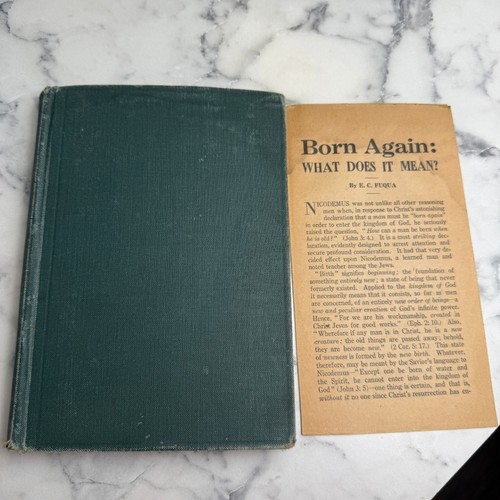 Born Again:
WHAT DOES IT MEAN?
By E. C. FUQUA
NICODEMUS was not unlike all other reasoning
men when, in response to Christ's astonishing
declaration that a man must be "born again"
in order to enter the kingdom of God, he seriously
raised the question, "How can a man be born when
he is old?" (John 3: 4.) It is a most striking dec-
laration, evidently designed to arrest attention and
secure profound consideration. It had that very de-
cided effect upon Nicodemus, a learned man and
noted teacher among the Jews.
"Birth" signifies beginning; the foundation of
something entirely new; a state of being that never
formerly existed. Applied to the kingdom of God
it necessarily means that it consists, so far as men
are concerned, of an entirely new order of beings—a
new and peculiar creation of God's infinite power.
Hence, "For we are his workmanship, created in
Christ Jesus for good works." (Eph. 2: 10.) Also,
"Wherefore if any man is in Christ, he is a new
creature; the old things are passed away; behold,
they are become new." (2 Cor. 5: 17.) This state
of newness is formed by the new birth. Whatever,
therefore, may be meant by the Savior's language to
Nicodemus—"Except one be born of water and
the Spirit, he cannot enter into the kingdom of
God" (John 3: 5)—one thing is certain, and that is,
without it no one since Christ's resurrection has en-